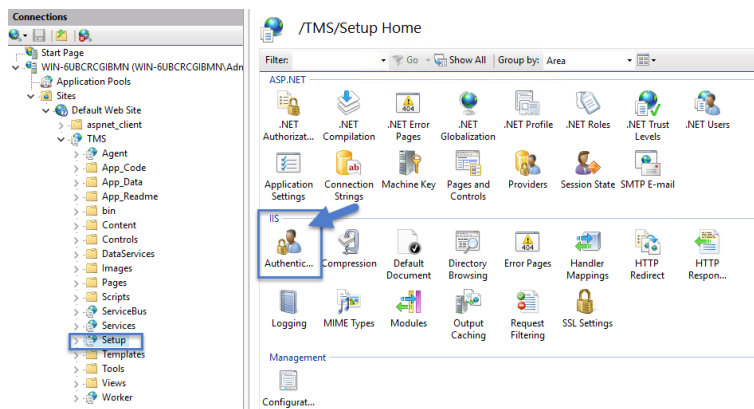 Connections
Start Page
WIN-6UBCRCGIBMN (WIN-6UBCRCGIBMN\Adn
Application Pools
Sites
Default Web Site
aspnet_client
TMS
Agent
App_Code
App_Data
App_Readme
bin
Content
Controls
DataServices
Images
Pages
Scripts
ServiceBus
Services
Setup
Templates
Tools
Views
Worker
/TMS/Setup Home
Filter: Go Show All Group by: Area
ASP.NET
.NET Authorizat...
.NET Compilation
.NET Error Pages
.NET Globalization
.NET Profile
.NET Roles
.NET Trust Levels
.NET Users
Application Settings
Connection Strings
Machine Key
Pages and Controls
Providers
Session State
SMTP E-mail
IIS
Authentic...
Compression
Default Document
Directory Browsing
Error Pages
Handler Mappings
HTTP Redirect
HTTP Respon...
Logging
MIME Types
Modules
Output Caching
Request Filtering
SSL Settings
Management
Configurat...